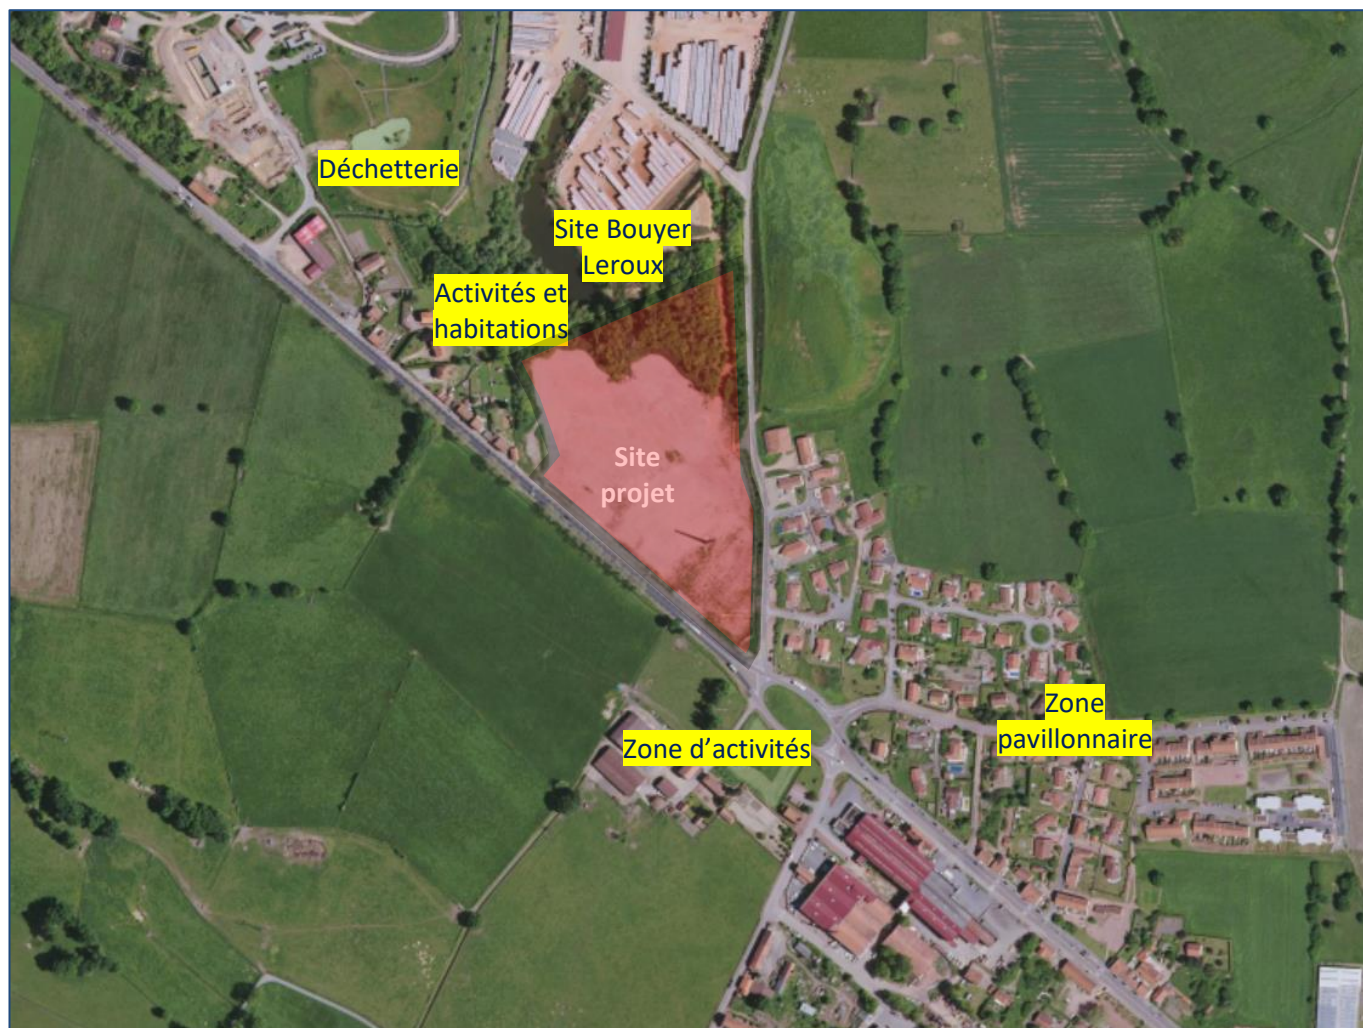 Déchetterie
Site Bouyer
Leroux
Activités et
habitations
Site
projet
Zone
pavillonnaire
Zone d’activités